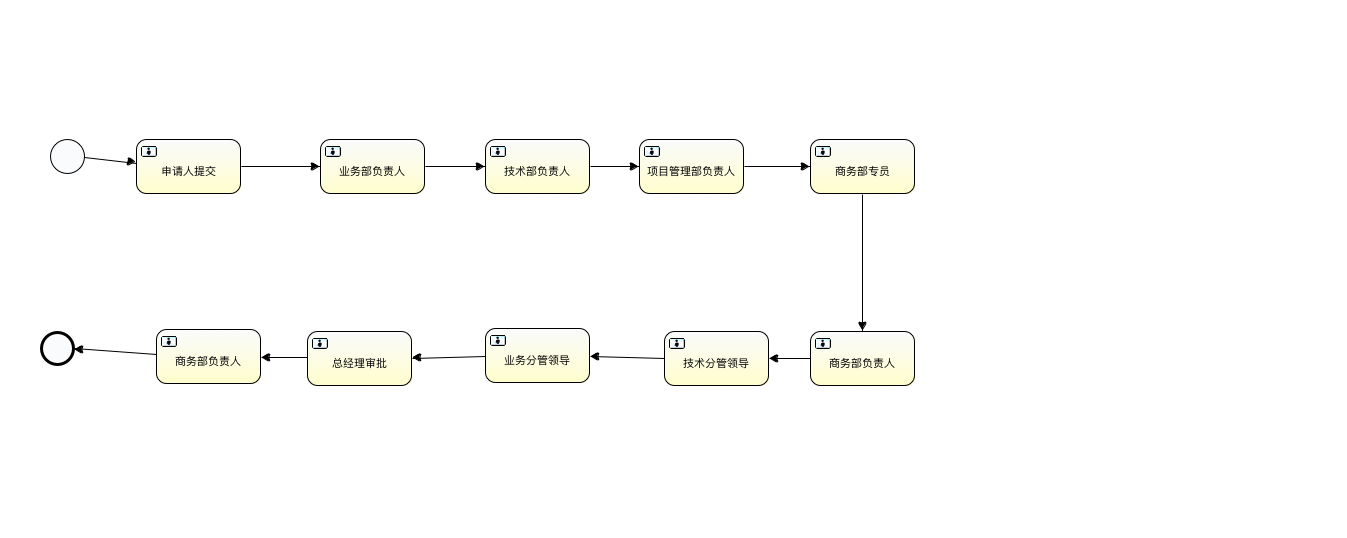 申请人提交
业务部负责人
技术部负责人
项目管理部负责人
商务部专员
商务部负责人
技术分管领导
业务分管领导
总经理审批
商务部负责人